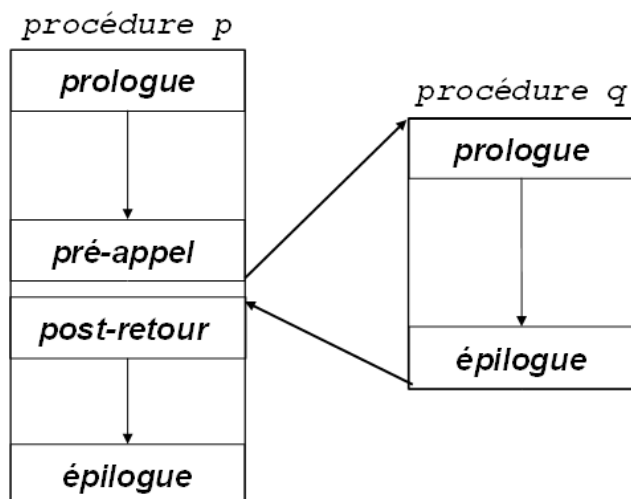 procédure p
prologue
pré-appel
post-retour
épilogue
procédure q
prologue
épilogue